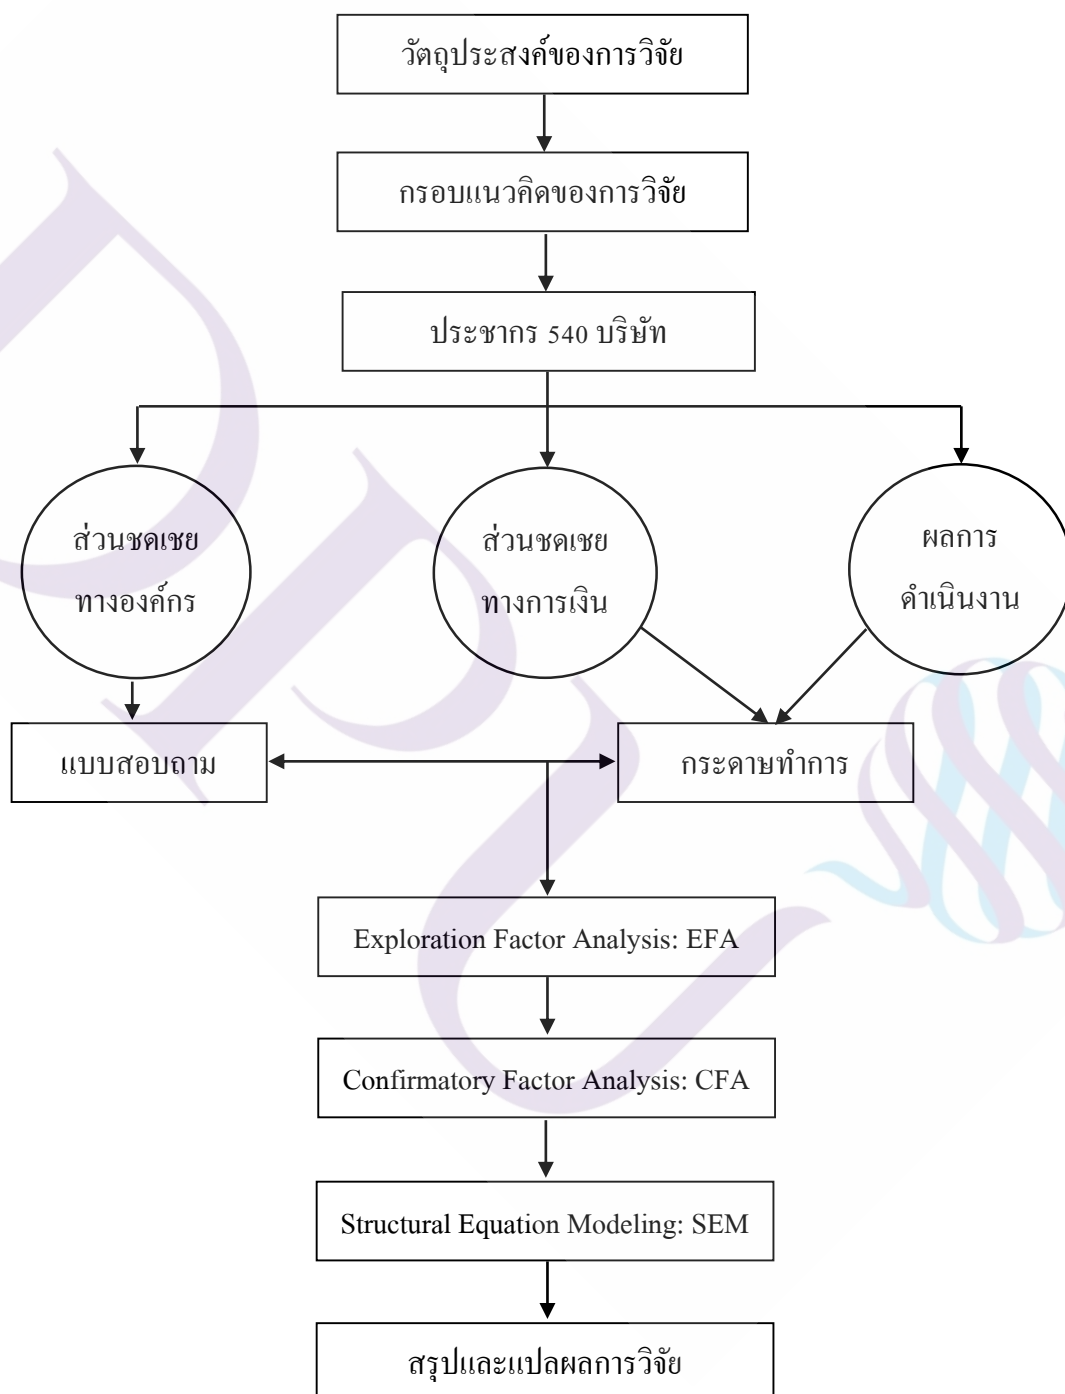 วัตถุประสงค์ของการวิจัย
กรอบแนวคิดของการวิจัย
ประชากร 540 บริษัท
ส่วนชดเชย
ทางองค์กร
ส่วนชดเชย
ทางการเงิน
ผลการ
ดำเนินงาน
แบบสอบถาม
กระดาษทำการ
Exploration Factor Analysis: EFA
Confirmatory Factor Analysis: CFA
Structural Equation Modeling: SEM
สรุปและแปลผลการวิจัย
DPU